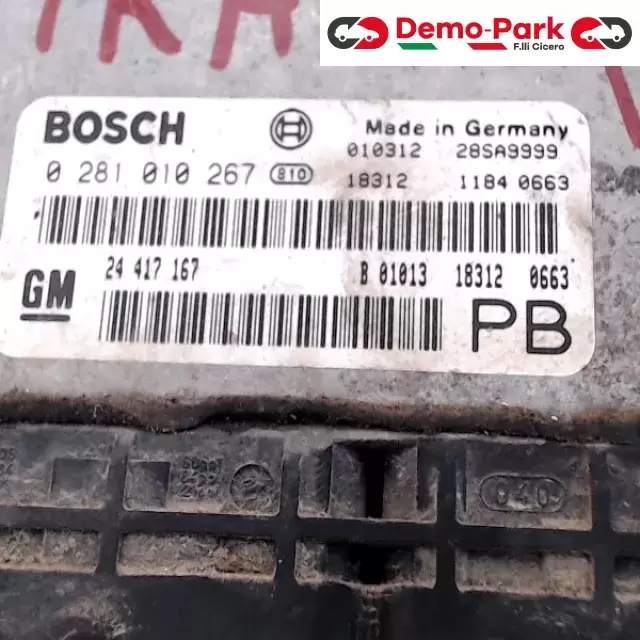 Demo-Park
F.lli Cicero
BOSCH
Made in Germany
010312 28SA9999
0 281 010 267 810
18312 1184 0663
24 417 167
B 01013 18312 0663
GM
PB
040